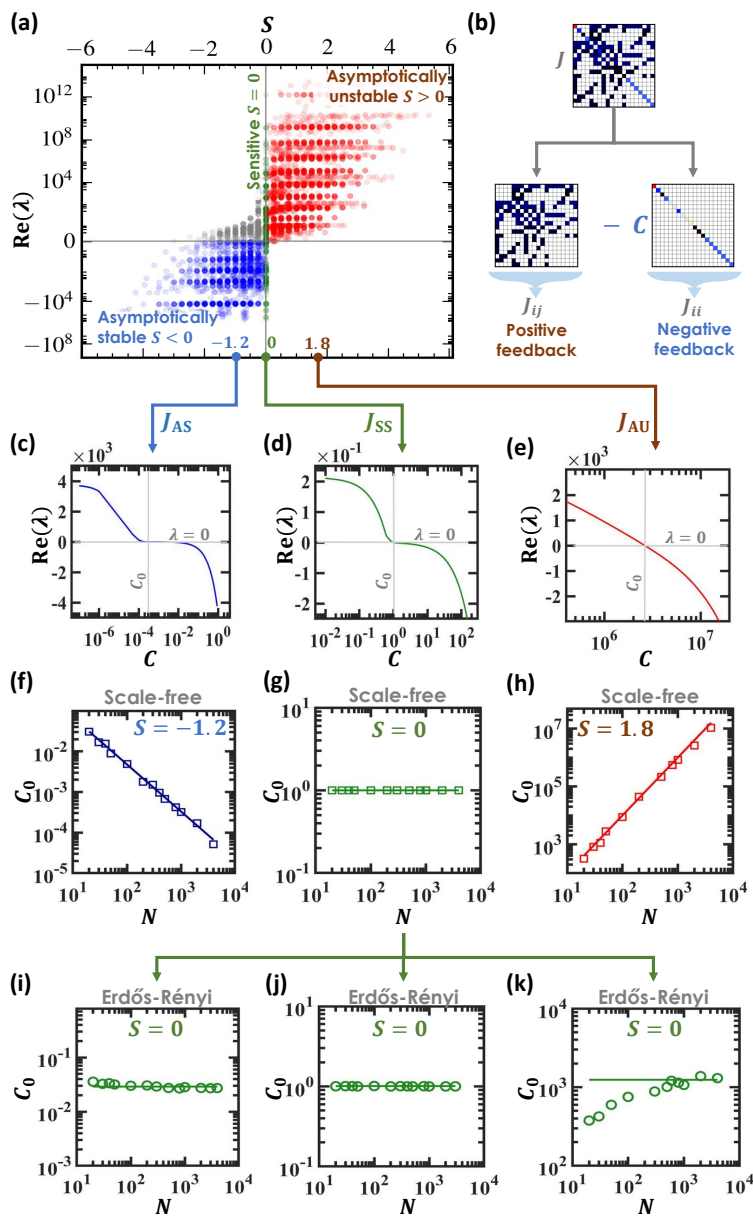 (a)
S
−6 −4 −2 0 2 4 6
Re(λ)
10^12
10^8
10^4
0
−10^4
−10^8
Sensitive S = 0
Asymptotically
unstable S > 0
Asymptotically
stable S < 0
−1.2
0
1.8
(b)
J
− C
J_ij
J_ii
Positive
feedback
Negative
feedback
J_AS
J_SS
J_AU
(c)
×10^3
Re(λ)
4
2
0
-2
-4
λ = 0
C_0
10^-6 10^-4 10^-2 10^0
C
(d)
×10^-1
Re(λ)
2
1
0
-1
-2
λ = 0
C_0
10^-2 10^-1 10^0 10^1 10^2
C
(e)
×10^3
Re(λ)
2
1
0
-1
-2
λ = 0
C_0
10^6 10^7
C
(f)
Scale-free
S = −1.2
C_0
10^-2
10^-3
10^-4
10^-5
10^1 10^2 10^3 10^4
N
(g)
Scale-free
S = 0
C_0
10^1
10^0
10^-1
10^1 10^2 10^3 10^4
N
(h)
Scale-free
S = 1.8
C_0
10^7
10^5
10^3
10^1 10^2 10^3 10^4
N
(i)
Erdős-Rényi
S = 0
C_0
10^-1
10^-2
10^-3
10^1 10^2 10^3 10^4
N
(j)
Erdős-Rényi
S = 0
C_0
10^1
10^0
10^-1
10^1 10^2 10^3 10^4
N
(k)
Erdős-Rényi
S = 0
C_0
10^4
10^3
10^2
10^1 10^2 10^3 10^4
N